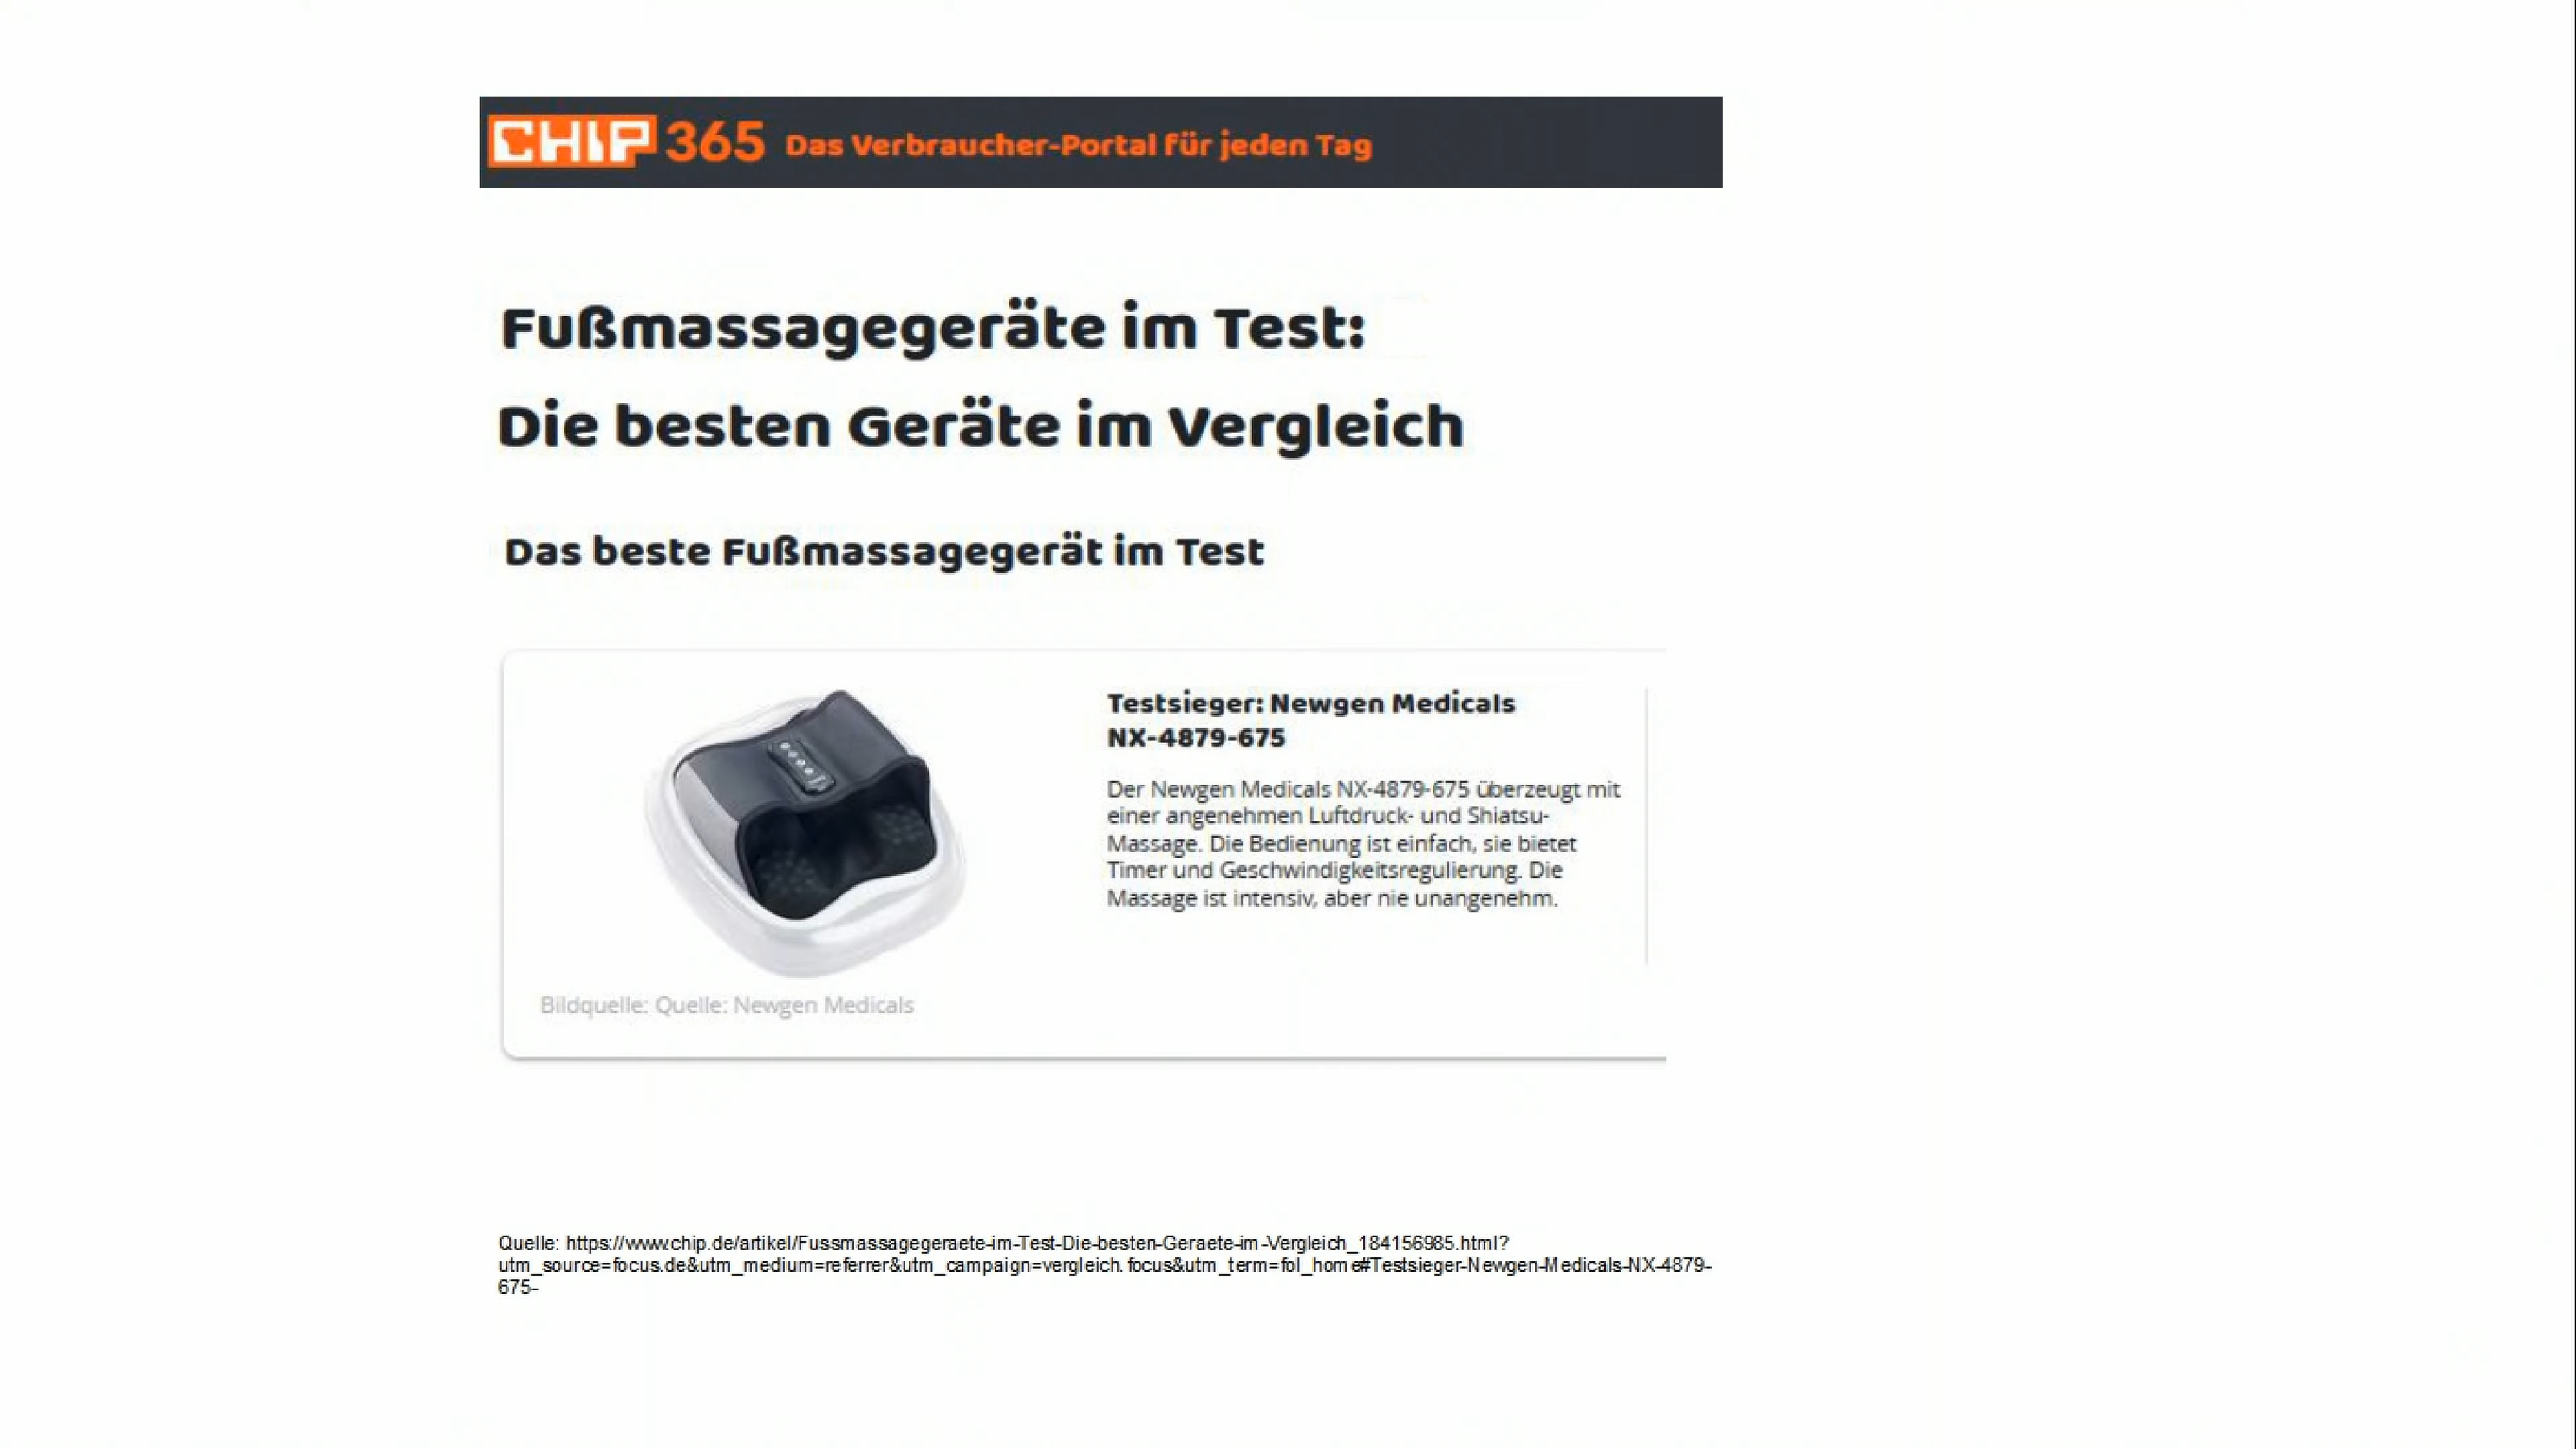 CHIP 365 Das Verbraucher-Portal für jeden Tag
Fußmassagegeräte im Test:
Die besten Geräte im Vergleich
Das beste Fußmassagegerät im Test
Testsieger: Newgen Medicals
NX-4879-675
Der Newgen Medicals NX-4879-675 überzeugt mit
einer angenehmen Luftdruck- und Shiatsu-
Massage. Die Bedienung ist einfach, sie bietet
Timer und Geschwindigkeitsregulierung. Die
Massage ist intensiv, aber nie unangenehm.
Bildquelle: Quelle: Newgen Medicals
Quelle: https://www.chip.de/artikel/Fussmassagegeraete-im-Test-Die-besten-Geraete-im-Vergleich_184156985.html?
utm_source=focus.de&utm_medium=referrer&utm_campaign=vergleich.focus&utm_term=fol_home#Testsieger-Newgen-Medicals-NX-4879-
675-